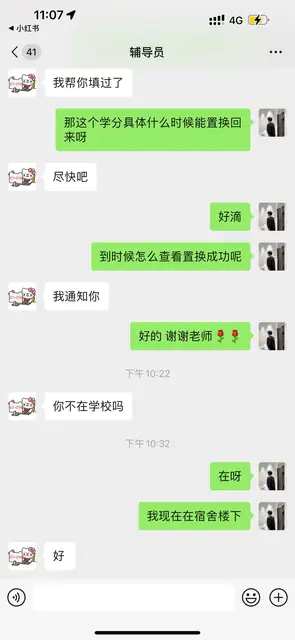 11:07
4G
小红书
41
辅导员
我帮你填过了
那这个学分具体什么时候能置换回
来呀
尽快吧
好滴
到时候怎么查看置换成功呢
我通知你
好的 谢谢老师🌹🌹
下午10:22
你不在学校吗
下午10:32
在呀
我现在在宿舍楼下
好